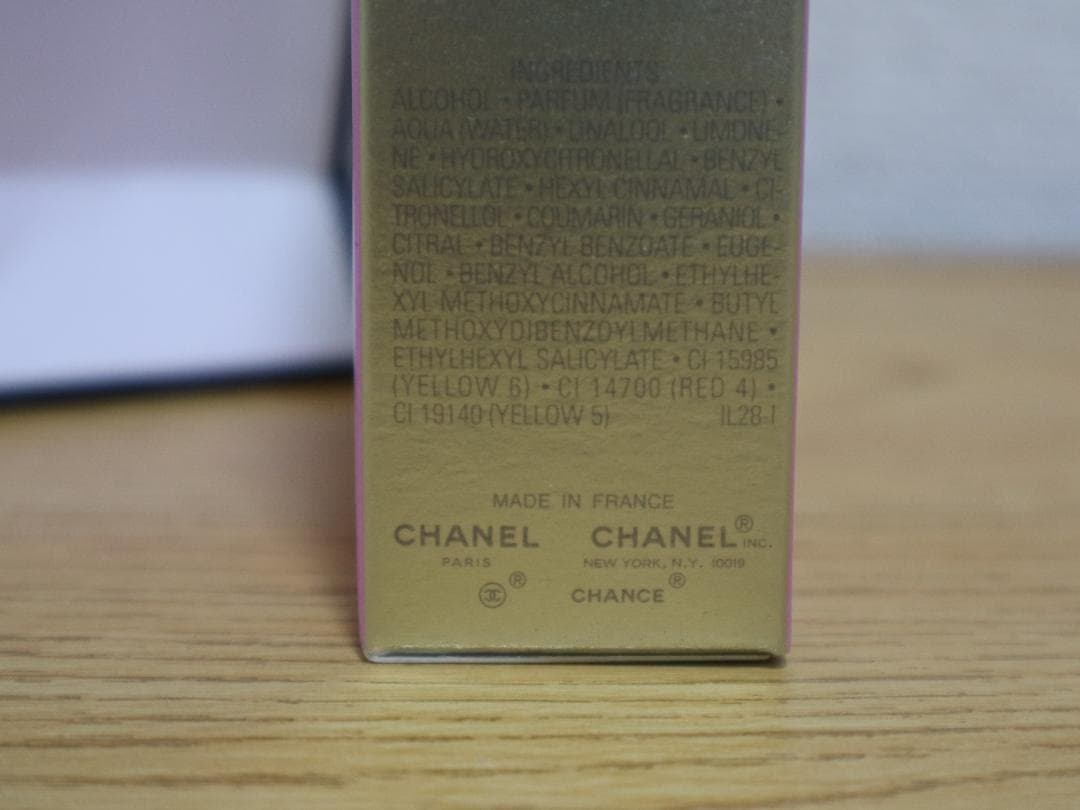 INGREDIENTS
ALCOHOL • PARFUM (FRAGRANCE) •
AQUA (WATER) • LINALOOL • LIMONE-
NE • HYDROXYCITRONELLAL • BENZYL
SALICYLATE • HEXYL CINNAMAL • CI-
TRONELLOL • COUMARIN • GERANIOL •
CITRAL • BENZYL BENZOATE • EUGE-
NOL • BENZYL ALCOHOL • ETHYLHE-
XYL METHOXYCINNAMATE • BUTYL
METHOXYDIBENZOYLMETHANE •
ETHYLHEXYL SALICYLATE • CI 15985
(YELLOW 6) • CI 14700 (RED 4) •
CI 19140 (YELLOW 5) IL28-1
MADE IN FRANCE
CHANEL CHANEL® INC.
PARIS NEW YORK, N.Y. 10019
® CHANCE®